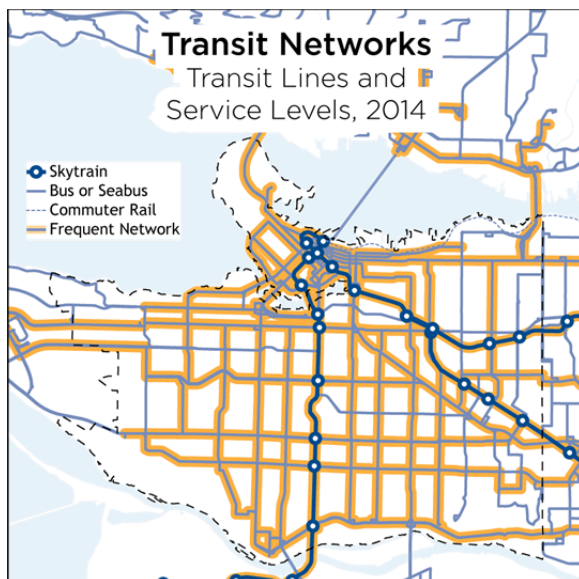 Transit Networks
Transit Lines and
Service Levels, 2014
Skytrain
Bus or Seabus
Commuter Rail
Frequent Network